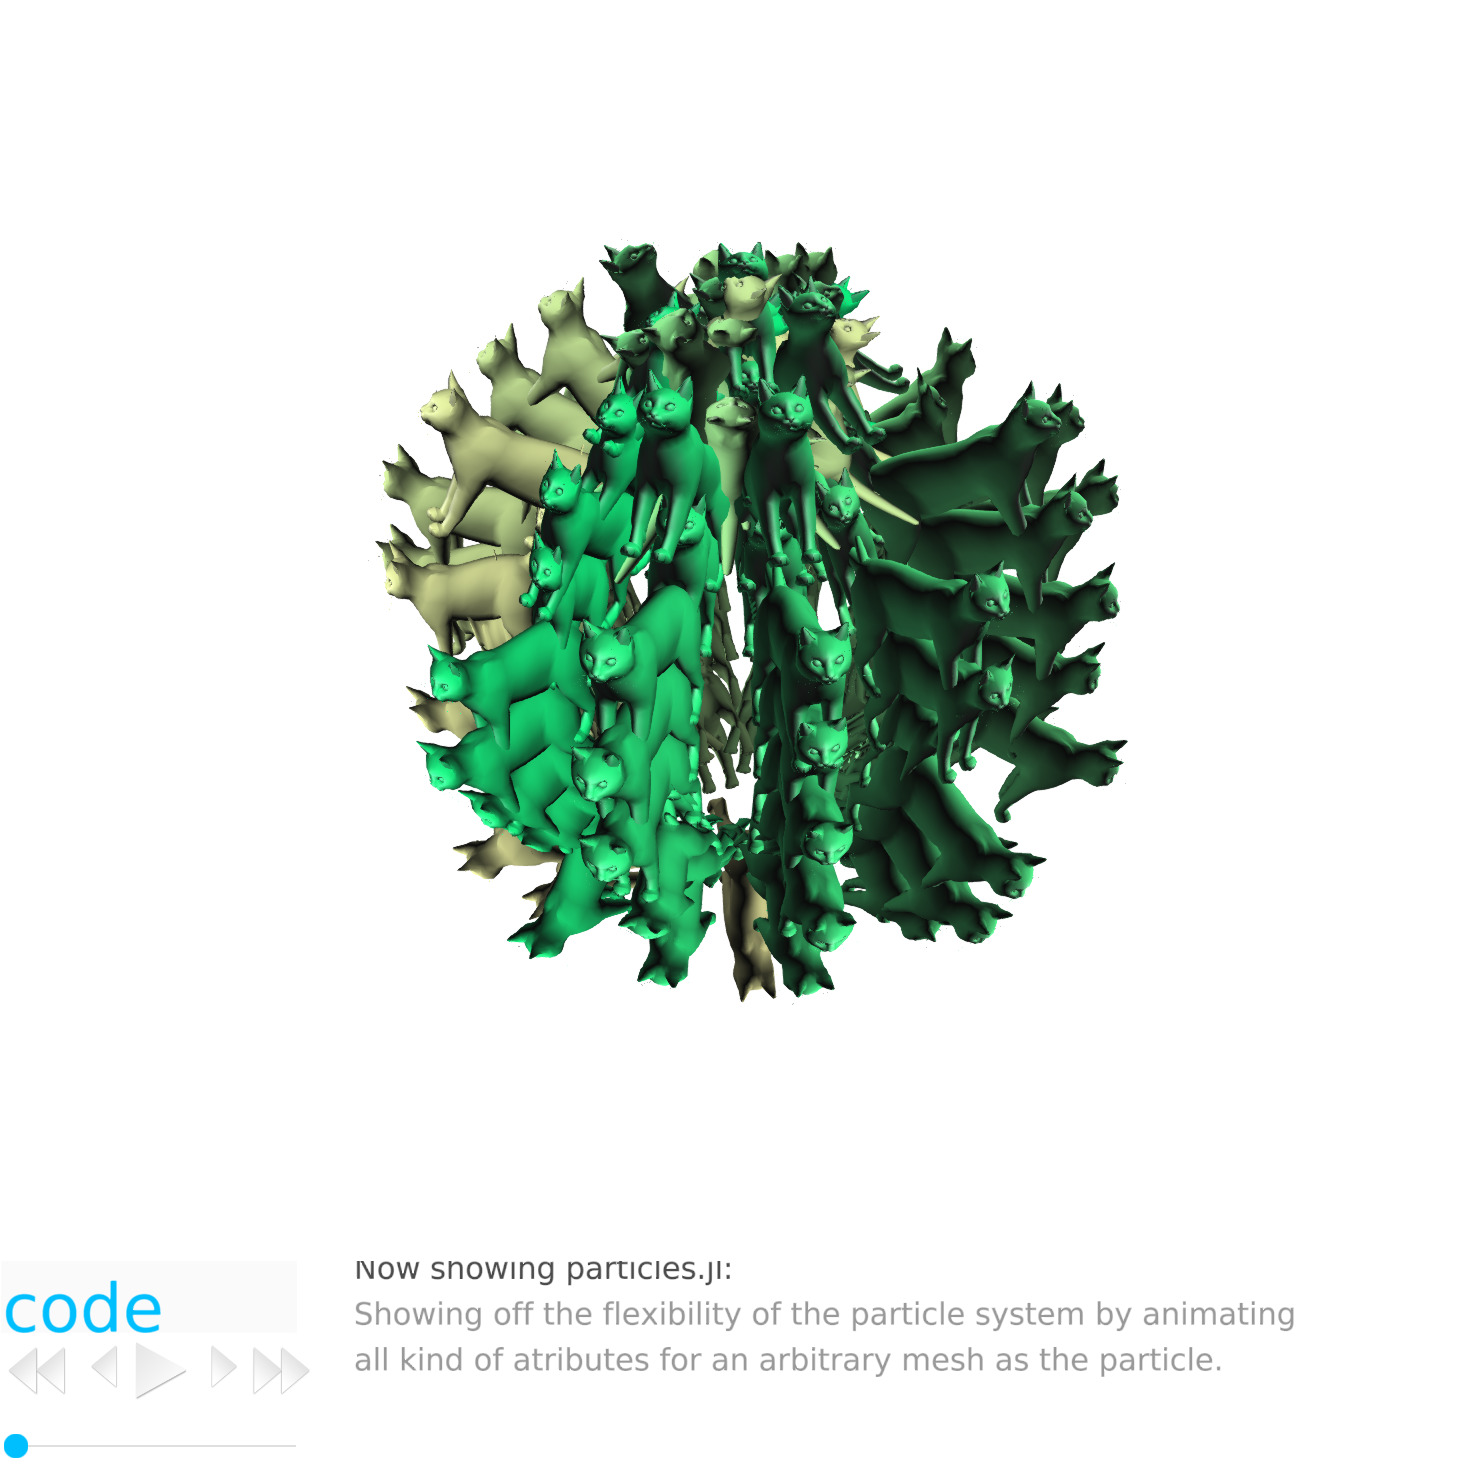 Now showing particles.jl:
code
Showing off the flexibility of the particle system by animating
all kind of atributes for an arbitrary mesh as the particle.